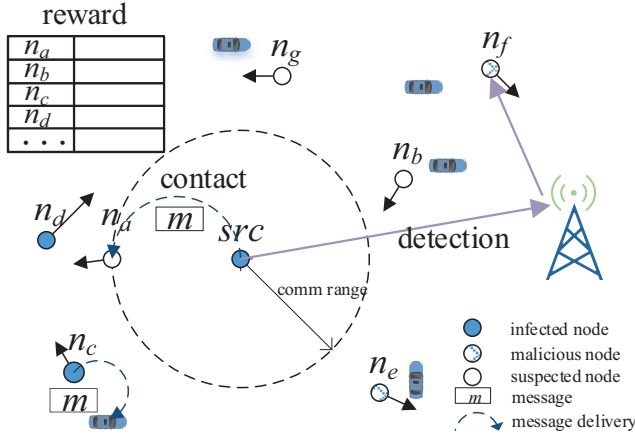 reward
n_a
n_b
n_c
n_d
. . .
n_g
n_f
n_b
contact
m
n_d
n_a
src
detection
comm range
n_c
m
n_e
infected node
malicious node
suspected node
m message
message delivery